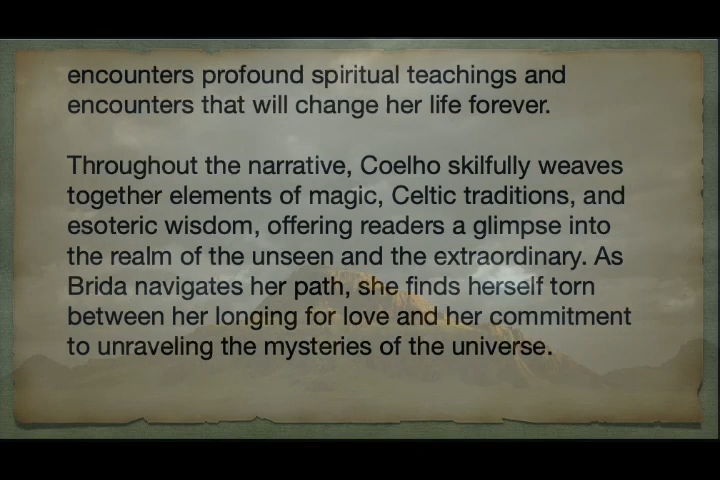 encounters profound spiritual teachings and
encounters that will change her life forever.
Throughout the narrative, Coelho skilfully weaves
together elements of magic, Celtic traditions, and
esoteric wisdom, offering readers a glimpse into
the realm of the unseen and the extraordinary. As
Brida navigates her path, she finds herself torn
between her longing for love and her commitment
to unraveling the mysteries of the universe.